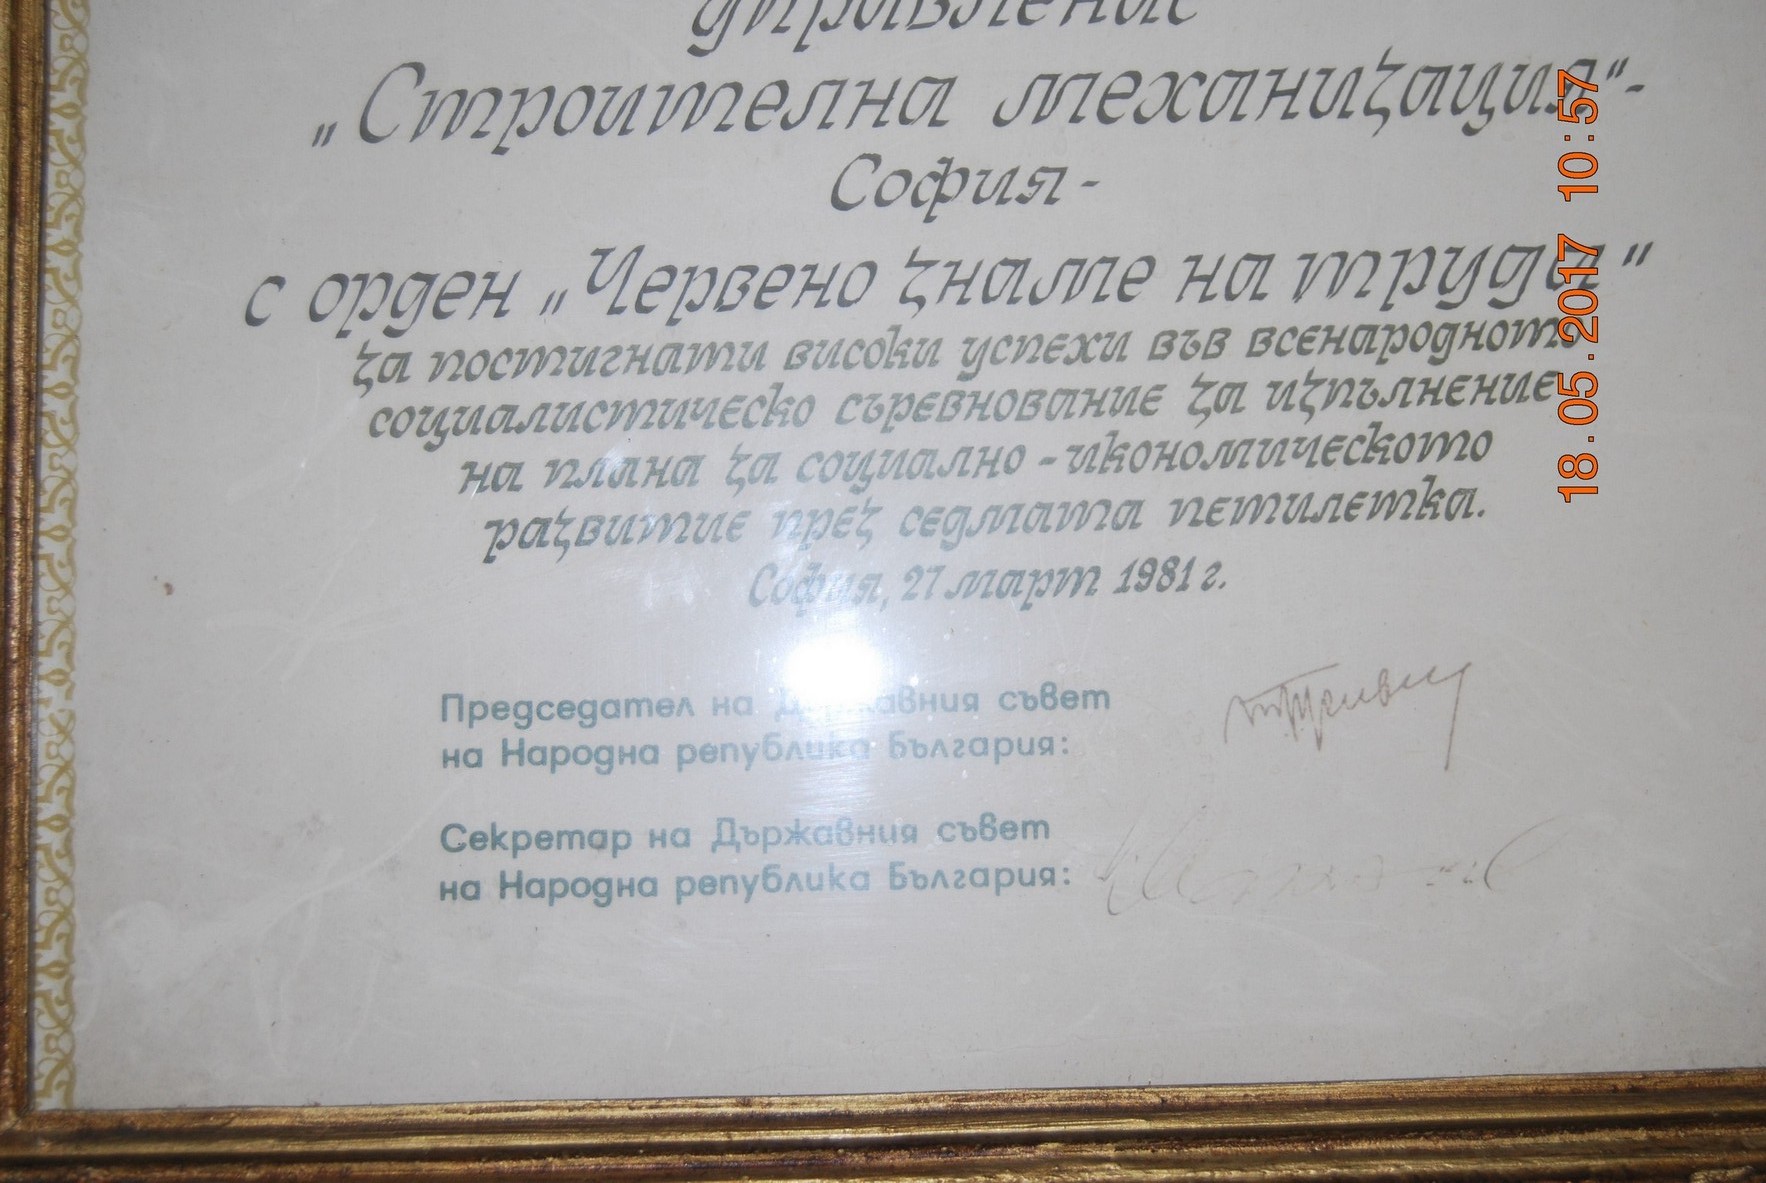 управление
„Строителна механизация“-
София -
с орден „Червено знаме на труда“
за постигнати високи успехи във всенародното
социалистическо съревнование за изпълнение
на плана за социално - икономическото
развитие през седмата петилетка.
София, 27 март 1981 г.
Председател на Държавния съвет
на Народна република България:
Секретар на Държавния съвет
на Народна република България:
18.05.2017 10:57